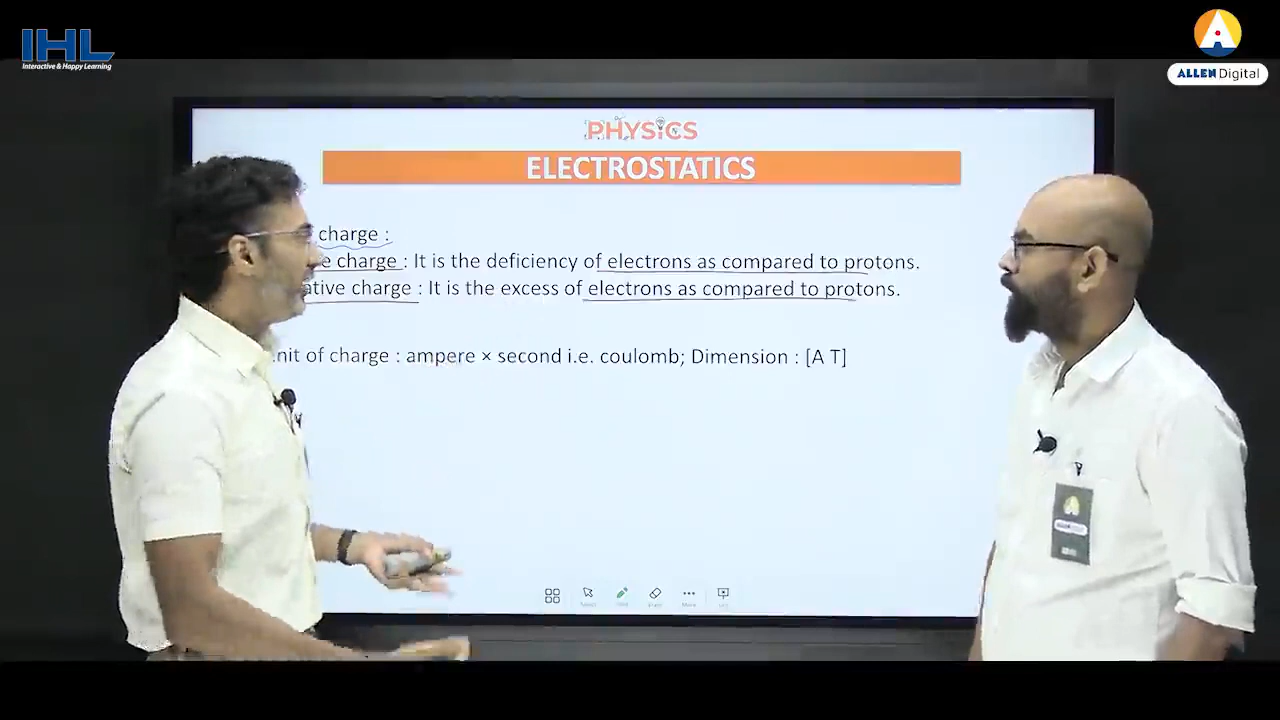 IHL
Interactive & Happy Learning
ALLEN Digital
PHYSICS
ELECTROSTATICS
charge :
e charge : It is the deficiency of electrons as compared to protons.
ative charge : It is the excess of electrons as compared to protons.
nit of charge : ampere × second i.e. coulomb; Dimension : [A T]